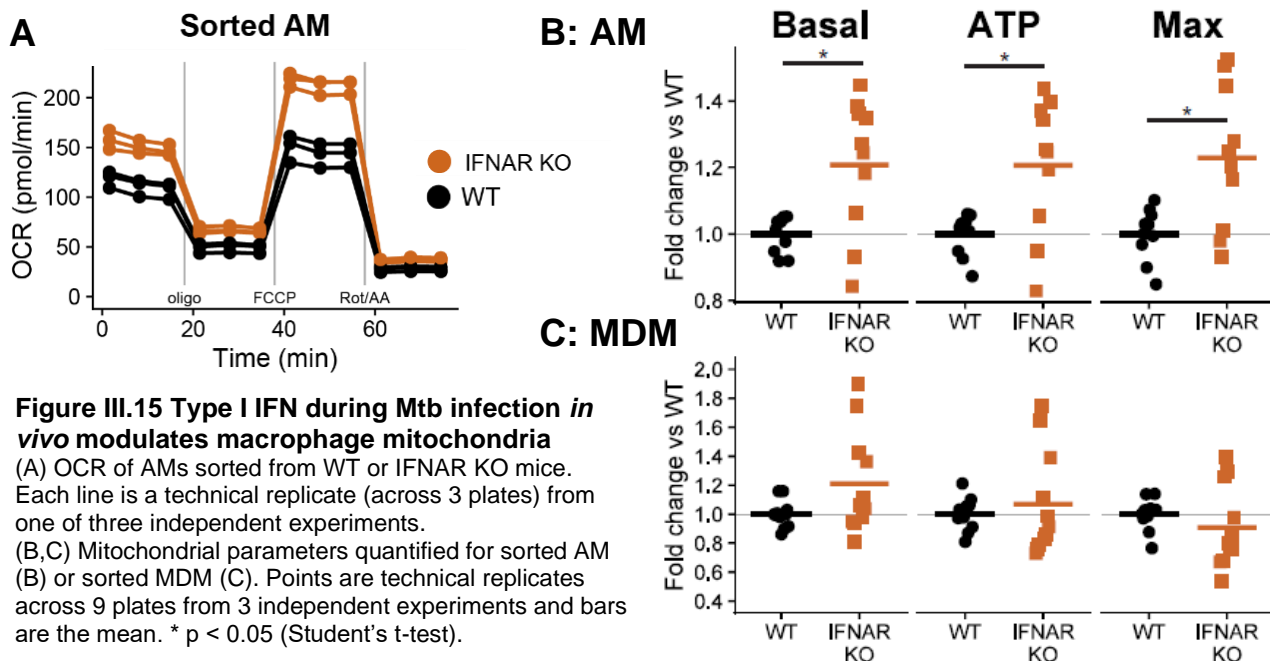 A
Sorted AM
OCR (pmol/min)
200
150
100
50
0
oligo
FCCP
Rot/AA
0
20
40
60
Time (min)
IFNAR KO
WT
B: AM
Basal
ATP
Max
Fold change vs WT
1.4
1.2
1.0
0.8
*
*
*
WT
IFNAR
KO
WT
IFNAR
KO
WT
IFNAR
KO
C: MDM
Fold change vs WT
2.0
1.8
1.6
1.4
1.2
1.0
0.8
0.6
0.4
WT
IFNAR
KO
WT
IFNAR
KO
WT
IFNAR
KO
Figure III.15 Type I IFN during Mtb infection in
vivo modulates macrophage mitochondria
(A) OCR of AMs sorted from WT or IFNAR KO mice.
Each line is a technical replicate (across 3 plates) from
one of three independent experiments.
(B,C) Mitochondrial parameters quantified for sorted AM
(B) or sorted MDM (C). Points are technical replicates
across 9 plates from 3 independent experiments and bars
are the mean. * p < 0.05 (Student's t-test).